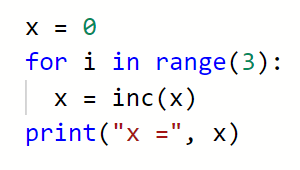 x = 0
for i in range(3):
  x = inc(x)
print("x =", x)